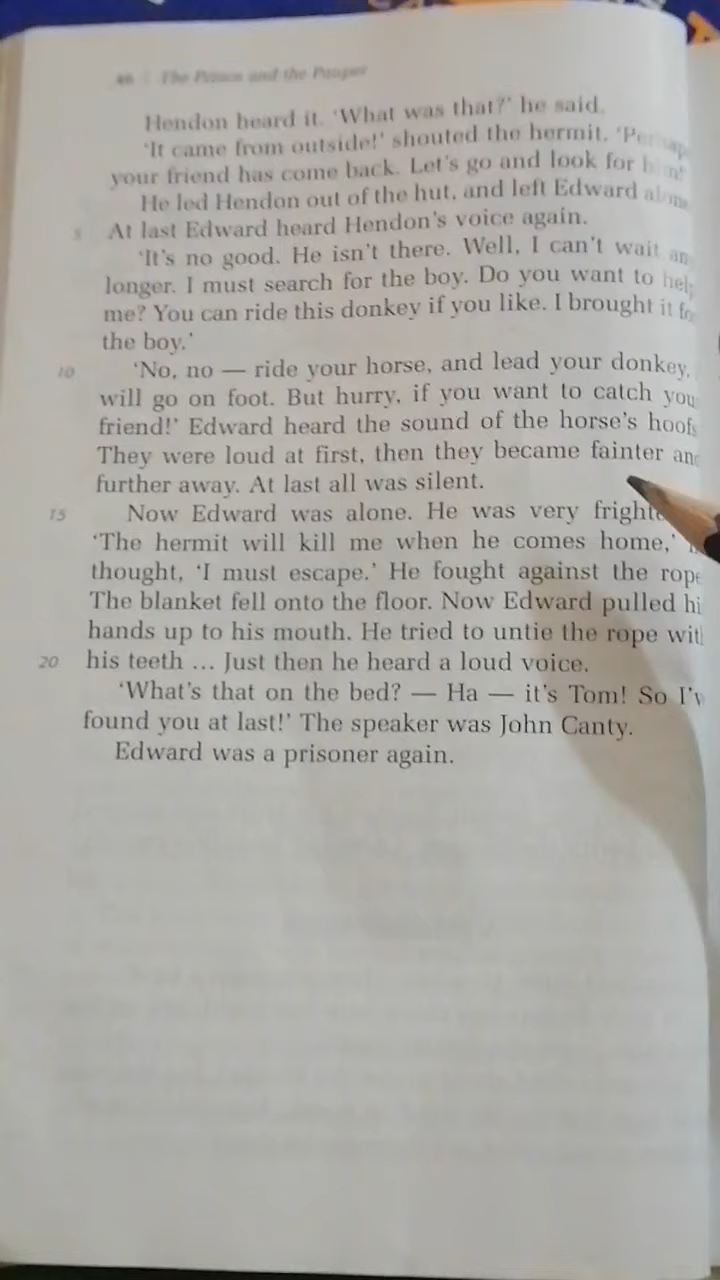 46 | The Prince and the Pauper
Hendon heard it. ‘What was that?’ he said.
‘It came from outside!’ shouted the hermit.
your friend has come back. Let’s go and look for
He led Hendon out of the hut, and left Edward alone
5 At last Edward heard Hendon’s voice again.
‘It’s no good. He isn’t there. Well, I can’t wait an
longer. I must search for the boy. Do you want to help
me? You can ride this donkey if you like. I brought it fo
the boy.’
10 ‘No, no — ride your horse, and lead your donkey.
will go on foot. But hurry, if you want to catch you
friend!’ Edward heard the sound of the horse’s hoofs
They were loud at first, then they became fainter and
further away. At last all was silent.
15 Now Edward was alone. He was very frighte
‘The hermit will kill me when he comes home,’
thought, ‘I must escape.’ He fought against the rope
The blanket fell onto the floor. Now Edward pulled hi
hands up to his mouth. He tried to untie the rope wit
20 his teeth ... Just then he heard a loud voice.
‘What’s that on the bed? — Ha — it’s Tom! So I’v
found you at last!’ The speaker was John Canty.
Edward was a prisoner again.